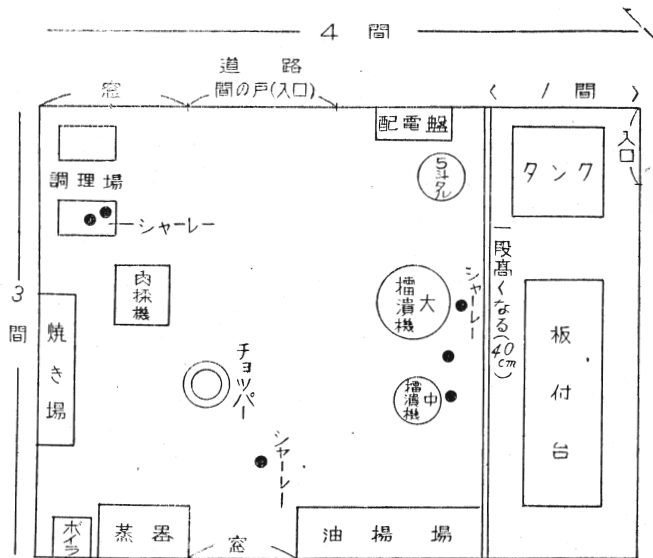 4 間
道 路
窓
間の戸(入口)
1 間
配電盤
入口
5斗タル
タンク
調理場
シャーレー
一段高くなる(40cm)
肉採機
擂潰機 大
シャーレー
3 間
焼き場
チョッパー
擂潰機 中
板付台
シャーレー
ボイラ
蒸器
窓
油揚場